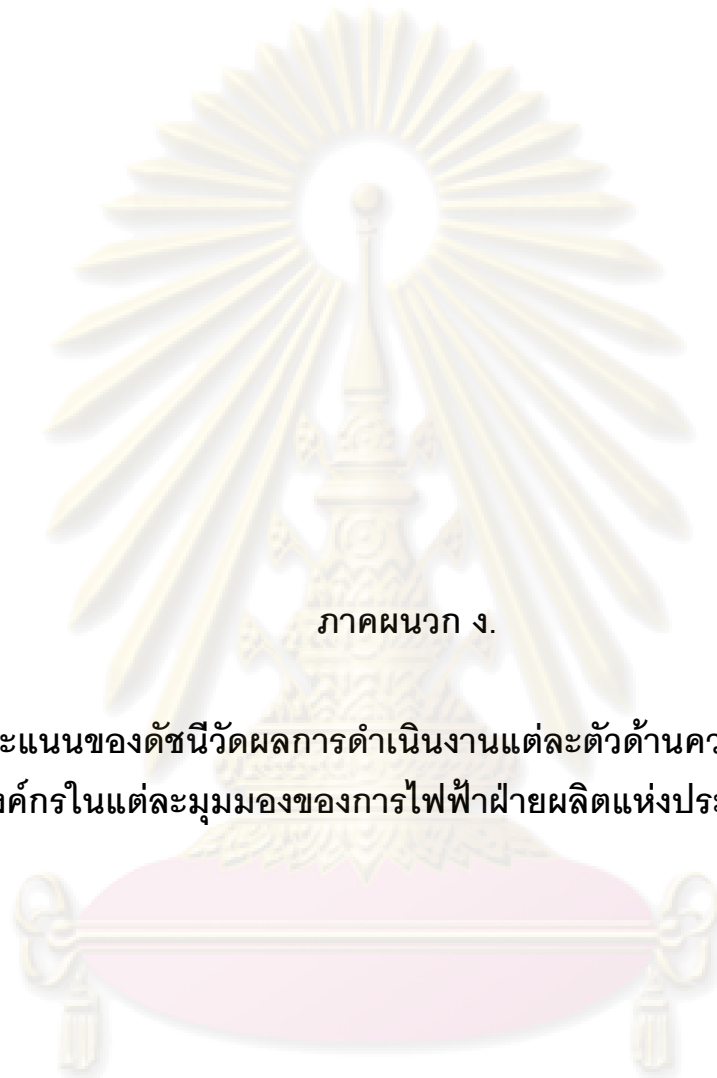 ภาคผนวก ง.
ะแนนของดัชนีวัดผลการดำเนินงานแต่ละตัวด้านคว
งค์กรในแต่ละมุมมองของการไฟฟ้าฝ่ายผลิตแห่งประ